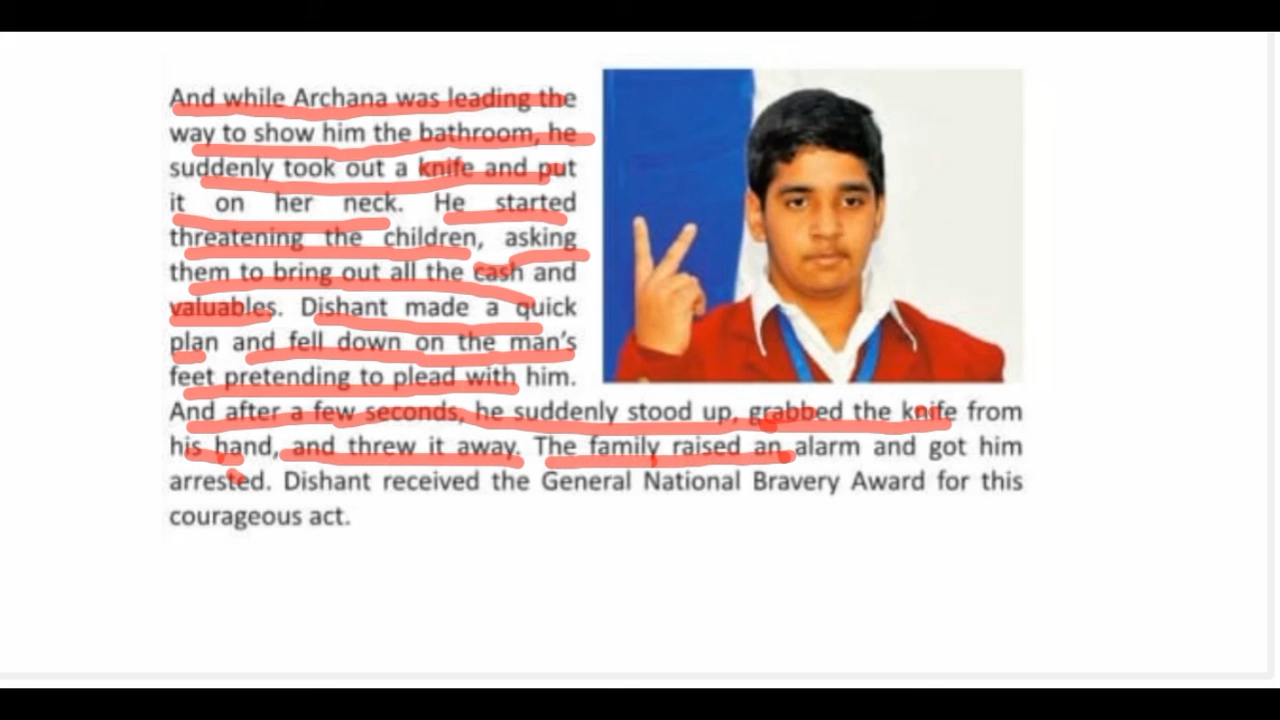 And while Archana was leading the
way to show him the bathroom, he
suddenly took out a knife and put
it on her neck. He started
threatening the children, asking
them to bring out all the cash and
valuables. Dishant made a quick
plan and fell down on the man's
feet pretending to plead with him.
And after a few seconds, he suddenly stood up, grabbed the knife from
his hand, and threw it away. The family raised an alarm and got him
arrested. Dishant received the General National Bravery Award for this
courageous act.